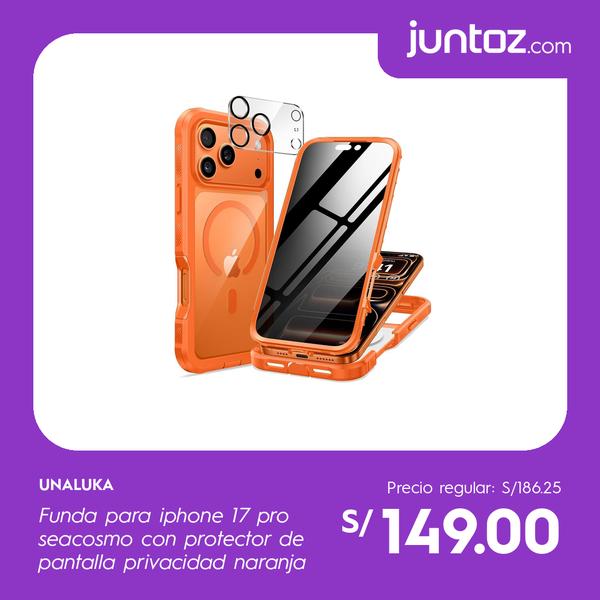 juntoz.com
UNALUKA
Funda para iphone 17 pro
seacosmo con protector de
pantalla privacidad naranja
Precio regular: S/186.25
S/149.00